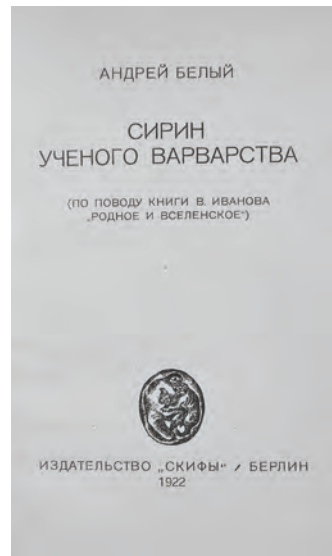 АНДРЕЙ БЕЛЫЙ
СИРИН
УЧЕНОГО ВАРВАРСТВА
(ПО ПОВОДУ КНИГИ В. ИВАНОВА
„РОДНОЕ И ВСЕЛЕНСКОЕ“)
ИЗДАТЕЛЬСТВО „СКИФЫ“ / БЕРЛИН
1922